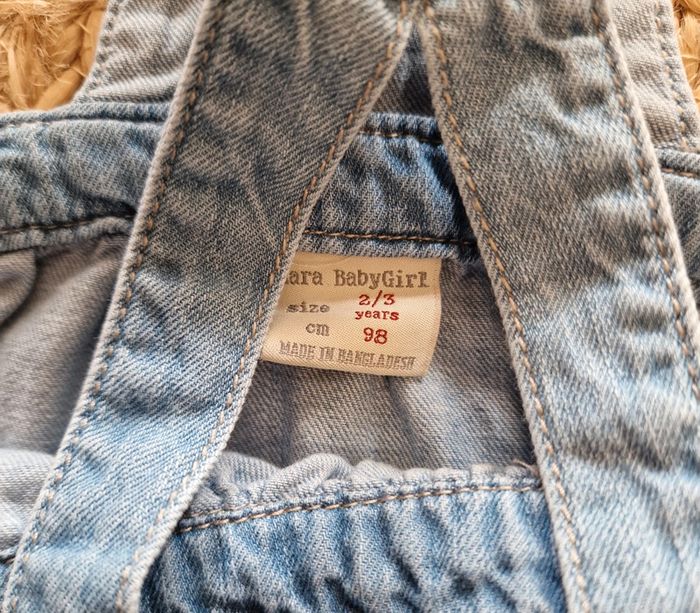 ara BabyGirl
size 2/3 years
cm 98
MADE IN BANGLADESH